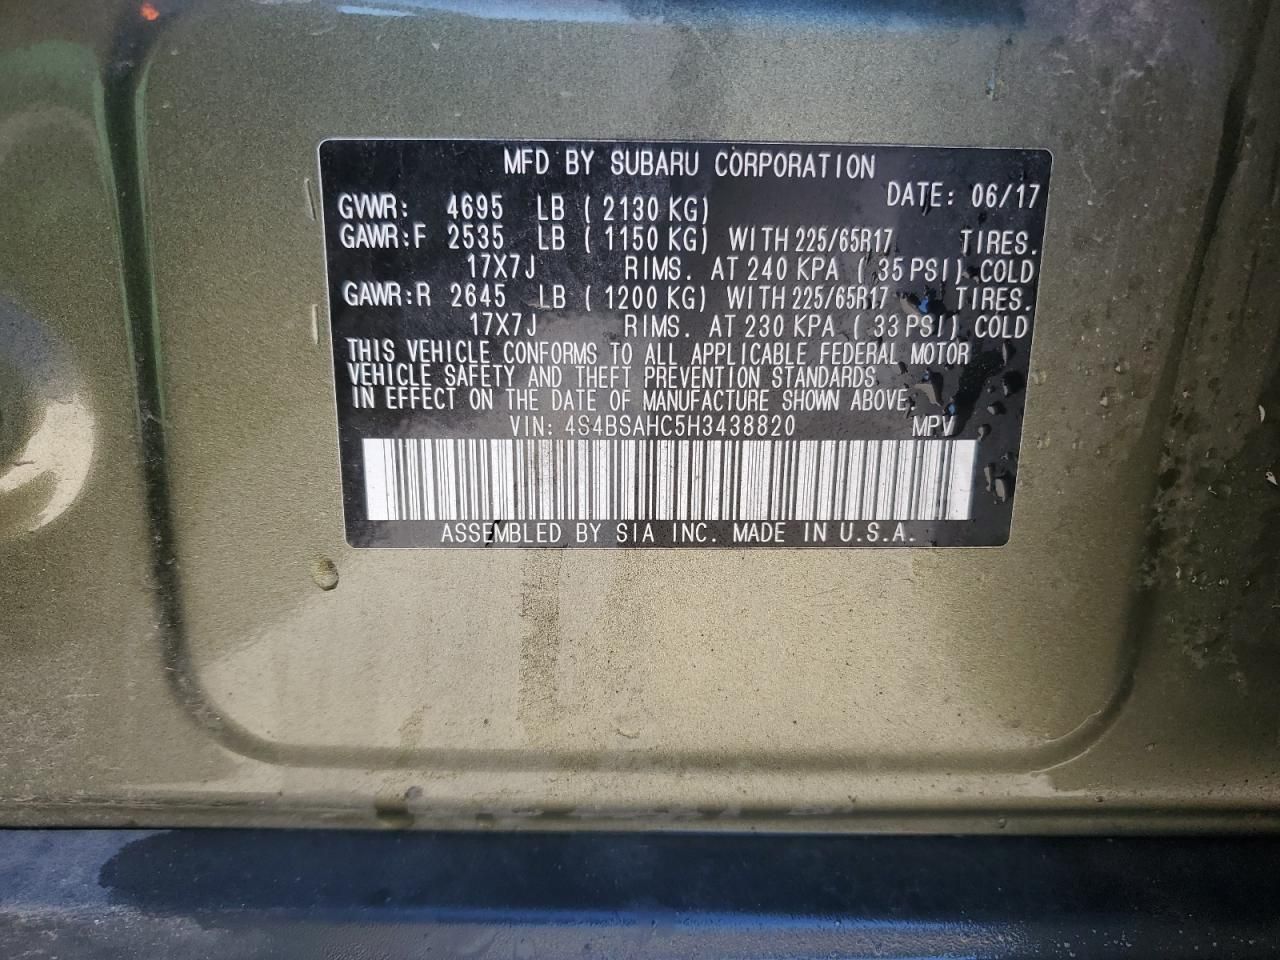 MFD BY SUBARU CORPORATION
DATE: 06/17
GVWR: 4695 LB ( 2130 KG)
GAWR:F 2535 LB ( 1150 KG) WITH 225/65R17 TIRES.
17X7J RIMS. AT 240 KPA ( 35 PSI) COLD
GAWR:R 2645 LB ( 1200 KG) WITH 225/65R17 TIRES.
17X7J RIMS. AT 230 KPA ( 33 PSI) COLD
THIS VEHICLE CONFORMS TO ALL APPLICABLE FEDERAL MOTOR
VEHICLE SAFETY AND THEFT PREVENTION STANDARDS
IN EFFECT ON THE DATE OF MANUFACTURE SHOWN ABOVE.
VIN: 4S4BSAHC5H3438820 MPV
ASSEMBLED BY SIA INC. MADE IN U.S.A.